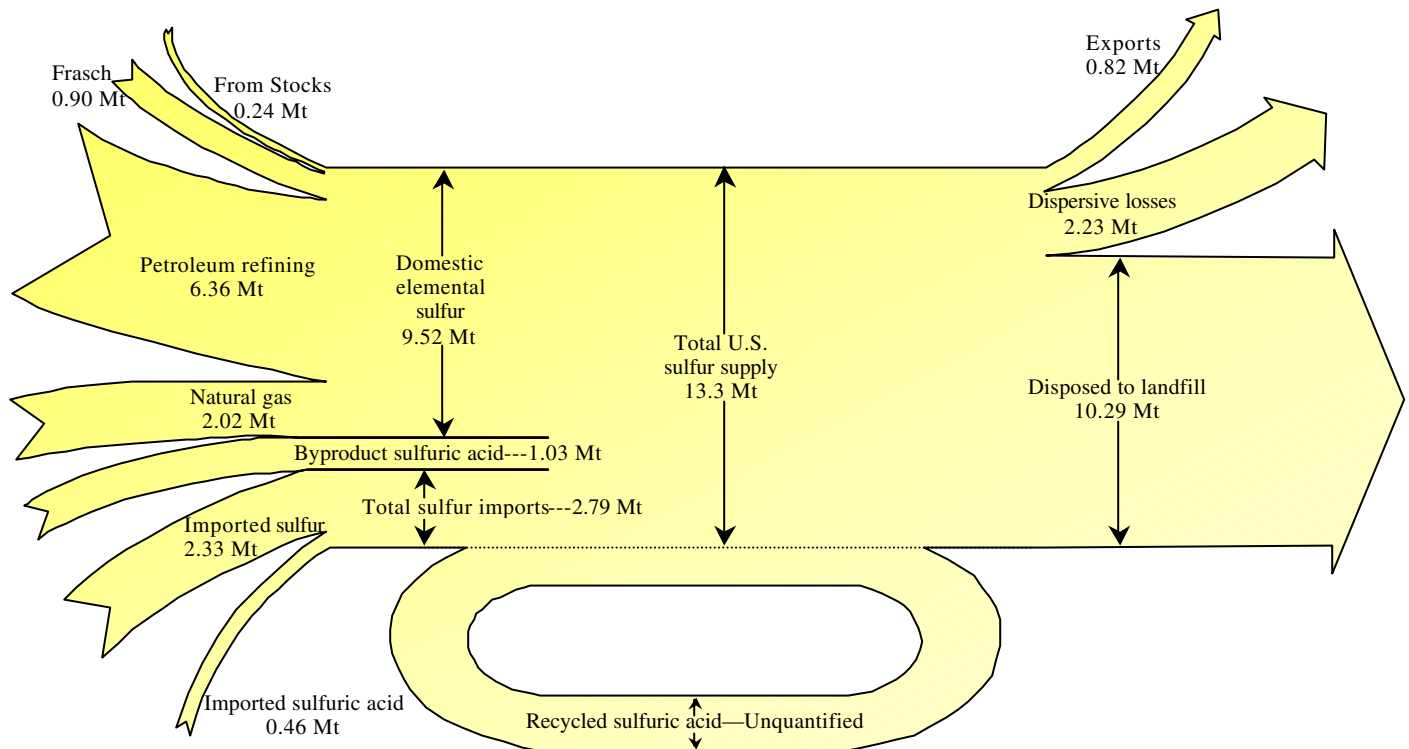 Frasch
0.90 Mt
From Stocks
0.24 Mt
Exports
0.82 Mt
Dispersive losses
2.23 Mt
Petroleum refining
6.36 Mt
Domestic
elemental
sulfur
9.52 Mt
Total U.S.
sulfur supply
13.3 Mt
Disposed to landfill
10.29 Mt
Natural gas
2.02 Mt
Byproduct sulfuric acid---1.03 Mt
Total sulfur imports---2.79 Mt
Imported sulfur
2.33 Mt
Imported sulfuric acid
0.46 Mt
Recycled sulfuric acid—Unquantified